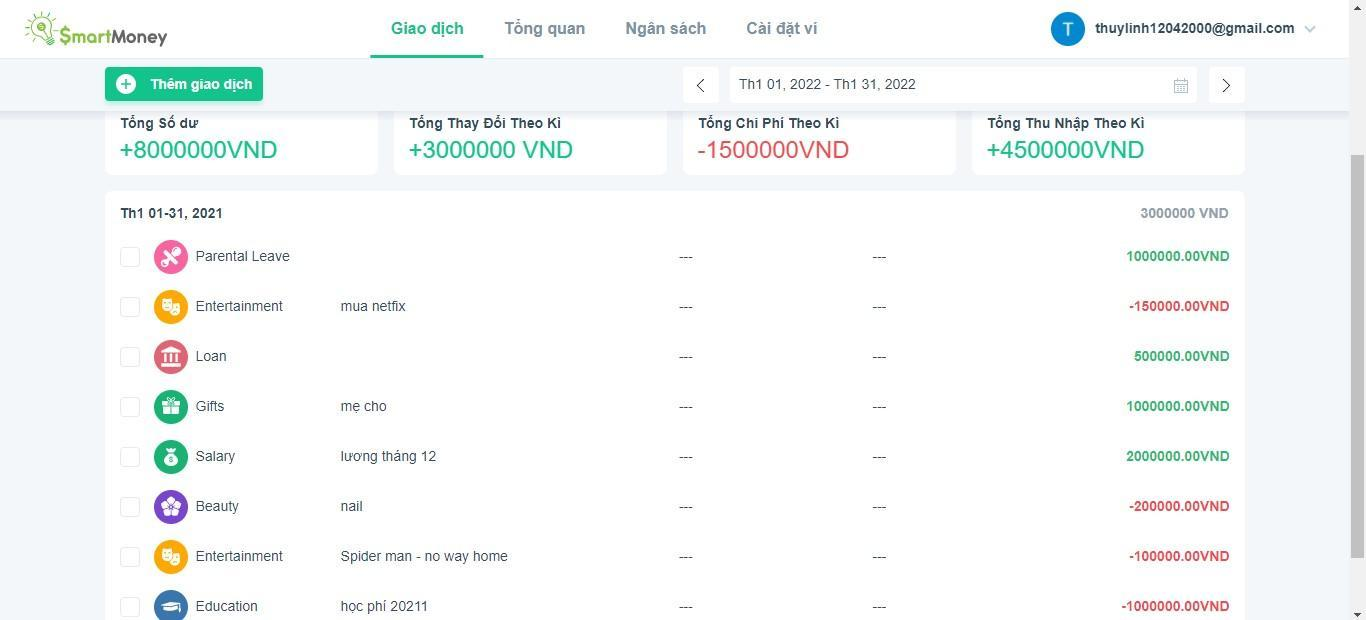 $martMoney
Giao dịch Tổng quan Ngân sách Cài đặt ví
T thuylinh12042000@gmail.com
Thêm giao dịch
Th1 01, 2022 - Th1 31, 2022
Tổng Số dư
+8000000VND
Tổng Thay Đổi Theo Kì
+3000000 VND
Tổng Chi Phí Theo Kì
-1500000VND
Tổng Thu Nhập Theo Kì
+4500000VND
Th1 01-31, 2021 3000000 VND
Parental Leave --- --- 1000000.00VND
Entertainment mua netfix --- --- -150000.00VND
Loan --- --- 500000.00VND
Gifts mẹ cho --- --- 1000000.00VND
Salary lương tháng 12 --- --- 2000000.00VND
Beauty nail --- --- -200000.00VND
Entertainment Spider man - no way home --- --- -100000.00VND
Education học phí 20211 --- --- -1000000.00VND